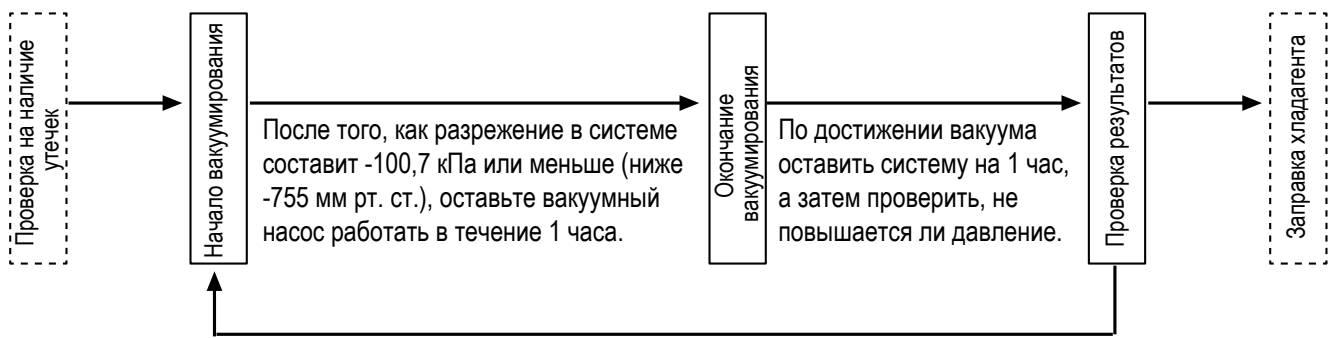 Проверка на наличие
утечек
Начало вакуумирования
После того, как разрежение в системе
составит -100,7 кПа или меньше (ниже
-755 мм рт. ст.), оставьте вакуумный
насос работать в течение 1 часа.
Окончание
вакуумирования
По достижении вакуума
оставить систему на 1 час,
а затем проверить, не
повышается ли давление.
Проверка результатов
Заправка хладагента